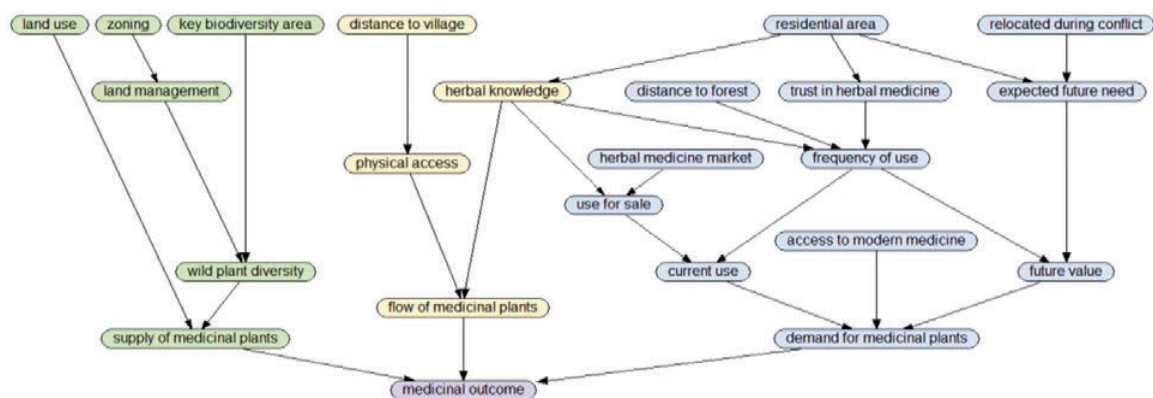 land use
zoning
key biodiversity area
distance to village
residential area
relocated during conflict
land management
herbal knowledge
distance to forest
trust in herbal medicine
expected future need
physical access
herbal medicine market
frequency of use
use for sale
access to modern medicine
wild plant diversity
current use
future value
flow of medicinal plants
supply of medicinal plants
demand for medicinal plants
medicinal outcome